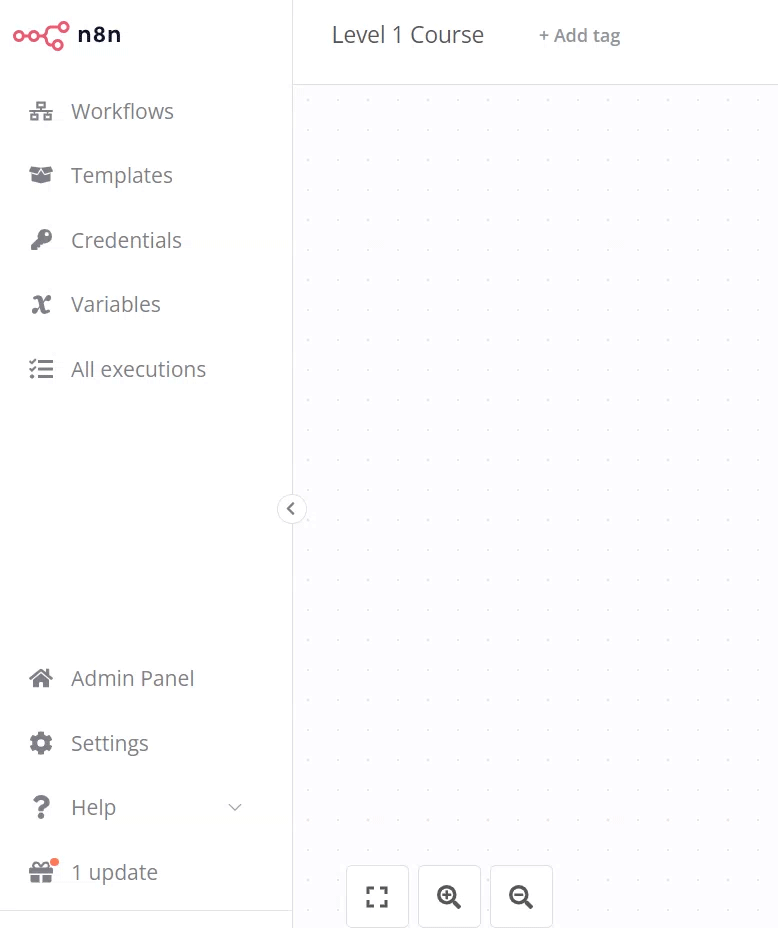 n8n
Level 1 Course
+ Add tag
Workflows
Templates
Credentials
Variables
All executions
Admin Panel
Settings
Help
1 update